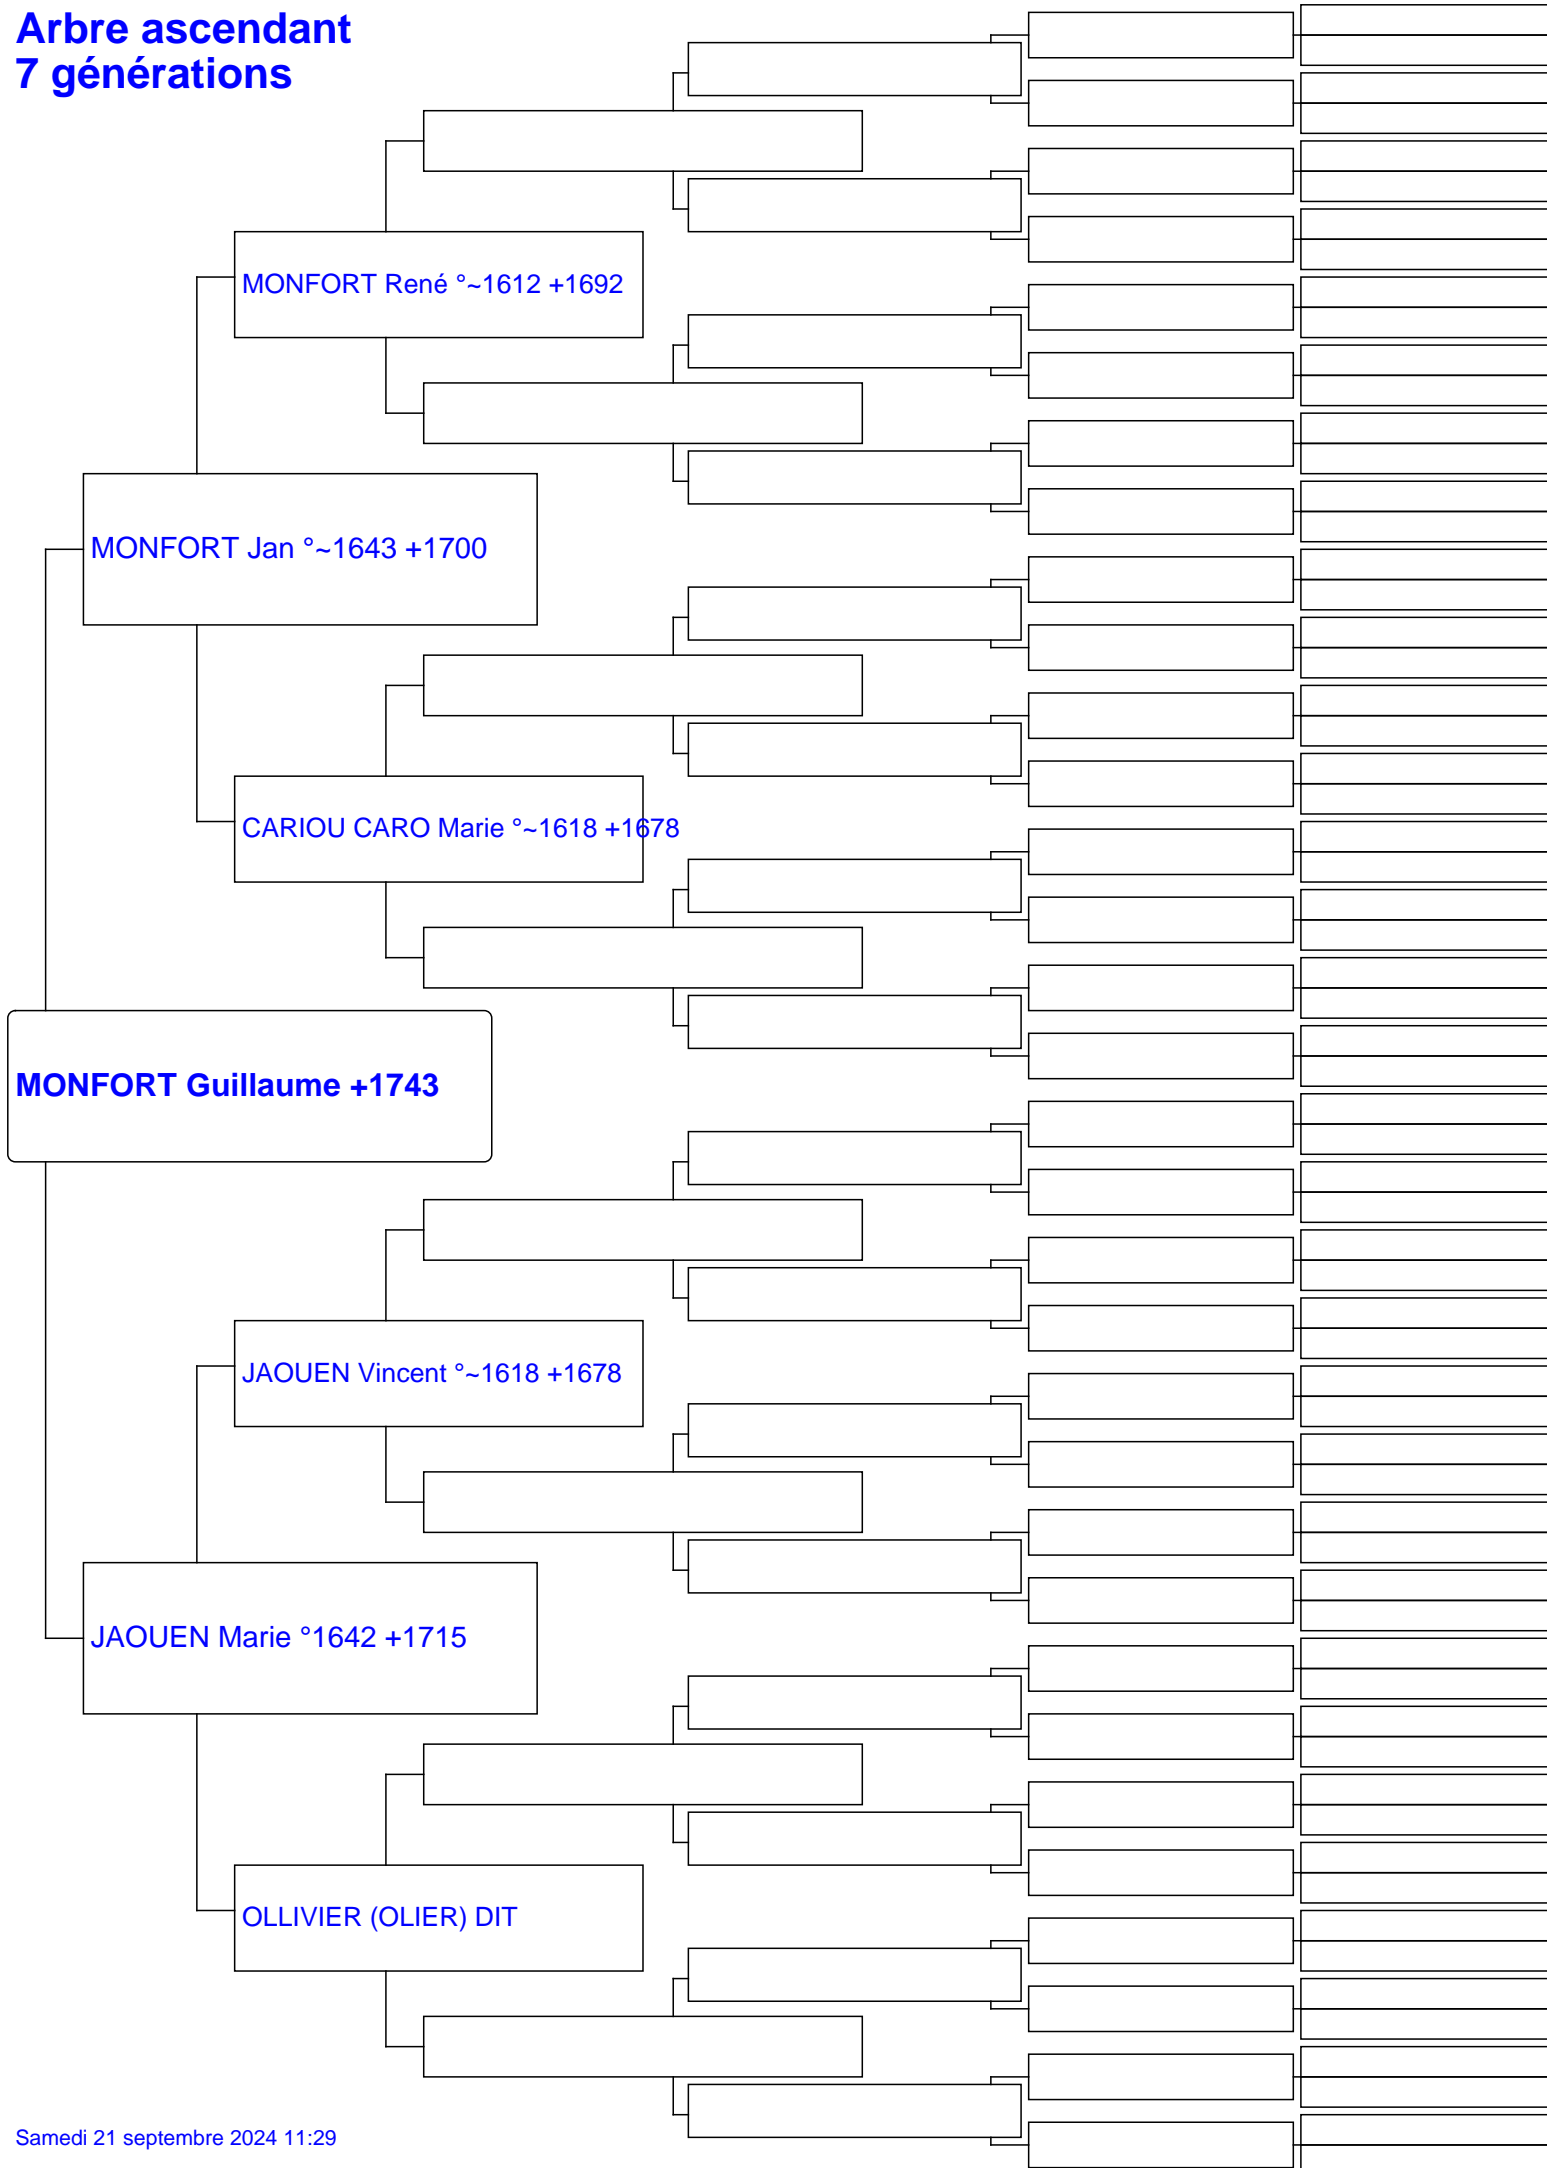 Arbre ascendant
7 générations
MONFORT René °~1612 +1692
MONFORT Jan °~1643 +1700
CARIOU CARO Marie °~1618 +1678
MONFORT Guillaume +1743
JAOUEN Vincent °~1618 +1678
JAOUEN Marie °1642 +1715
OLLIVIER (OLIER) DIT
Samedi 21 septembre 2024 11:29